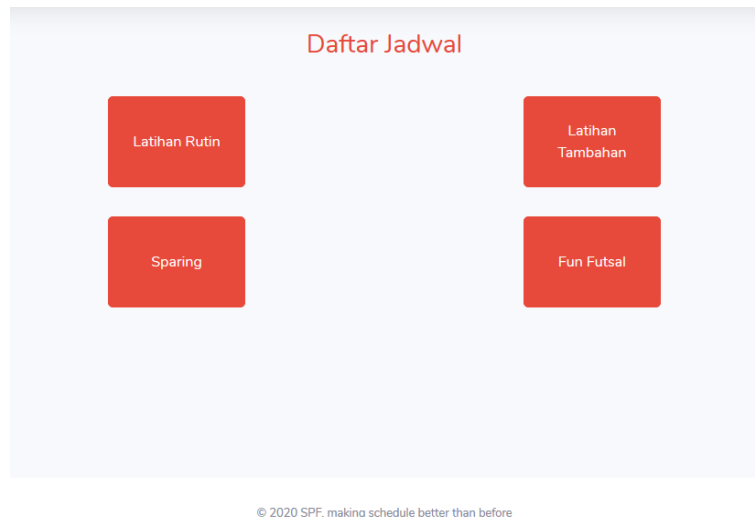 Daftar Jadwal
Latihan Rutin
Latihan
Tambahan
Sparing
Fun Futsal
© 2020 SPF. making schedule better than before